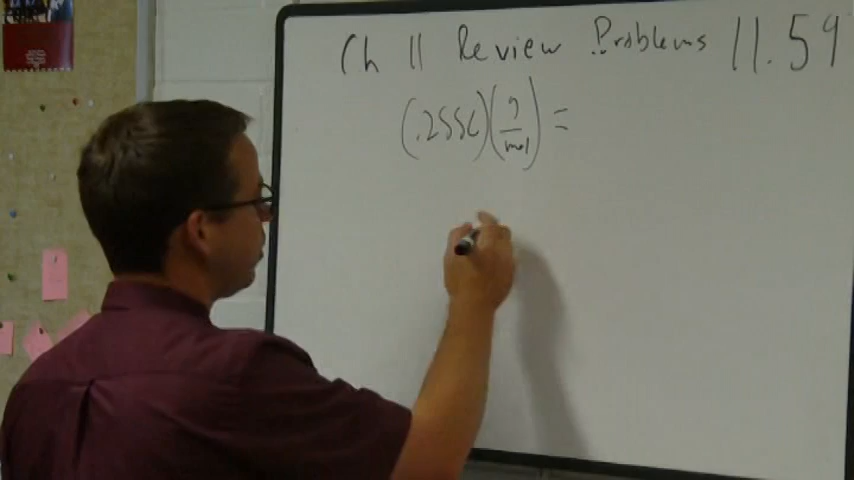 Ch 11 Review Problems 11.59
(.2556)(g/mol) =